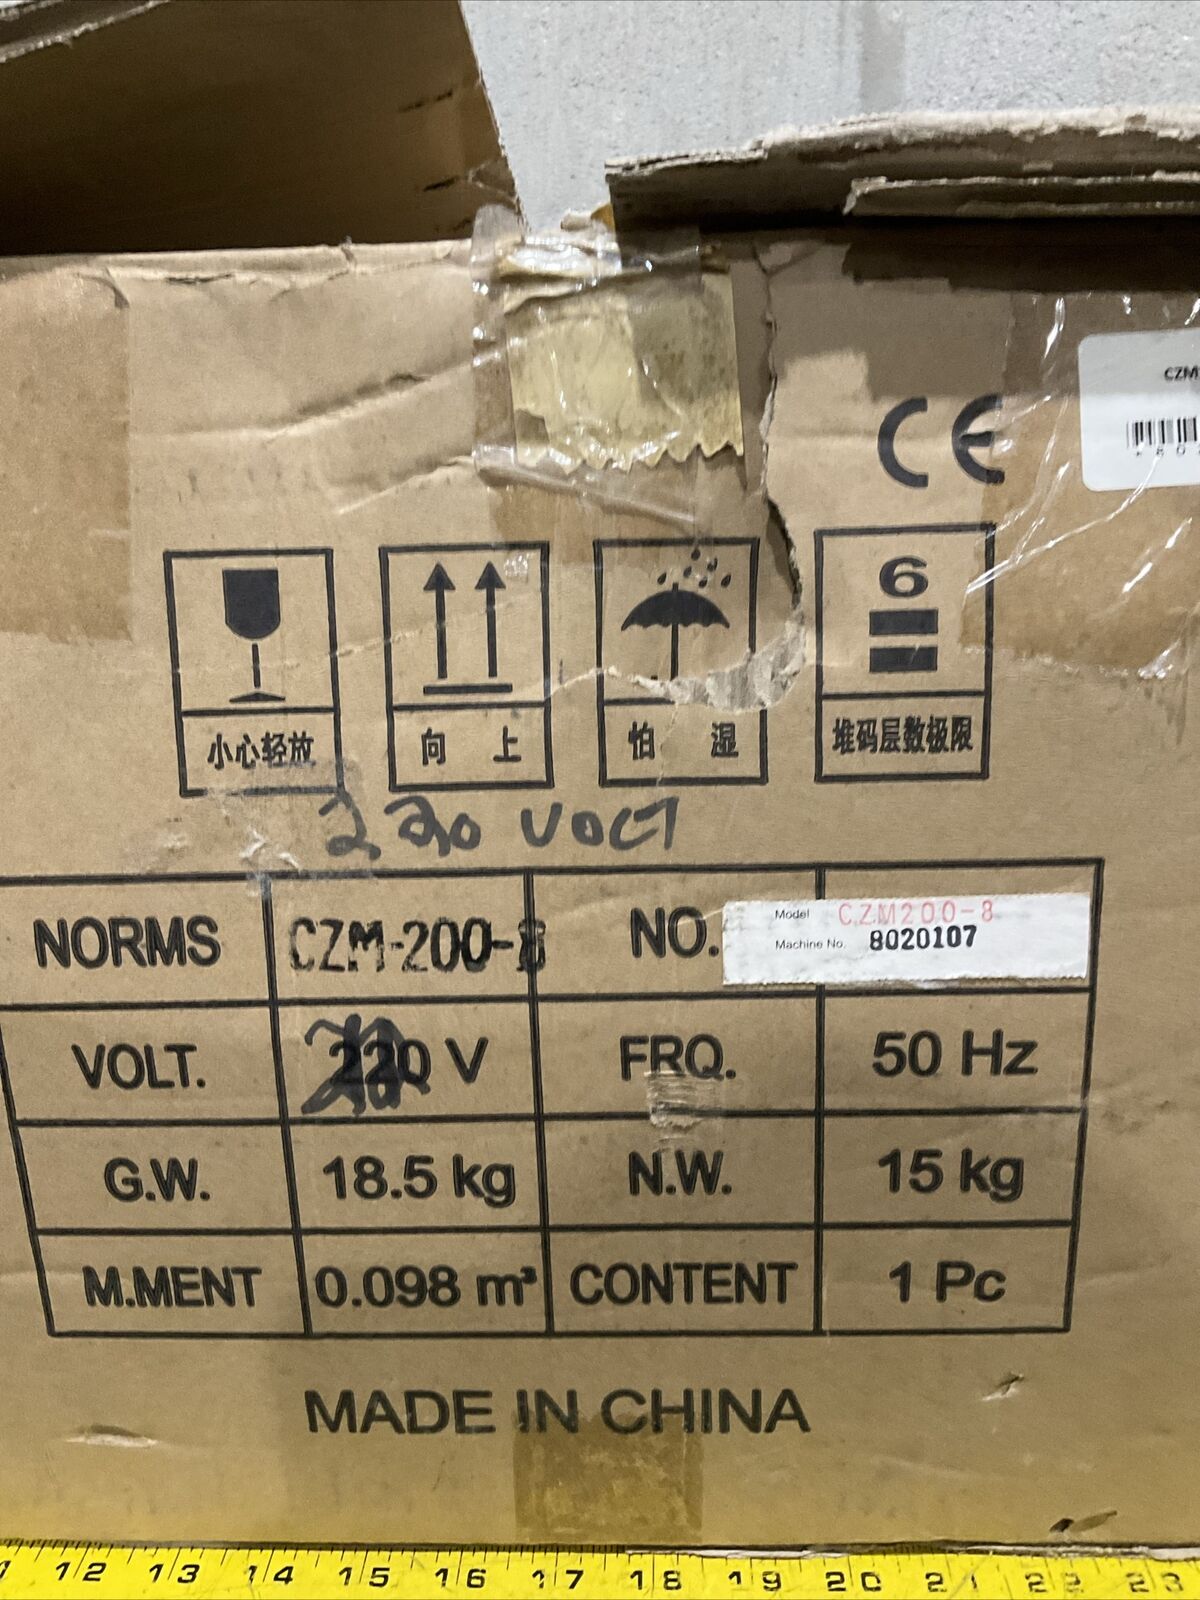 CE
CZM
6
小心轻放
向 上
怕 湿
堆码层数极限
220 VOLT
NORMS CZM-200-8 NO. Model CZM200-8
Machine No. 8020107
VOLT. 220 V FRQ. 50 Hz
G.W. 18.5 kg N.W. 15 kg
M.MENT 0.098 m³ CONTENT 1 Pc
MADE IN CHINA
12 13 14 15 16 17 18 19 20 21 22 23